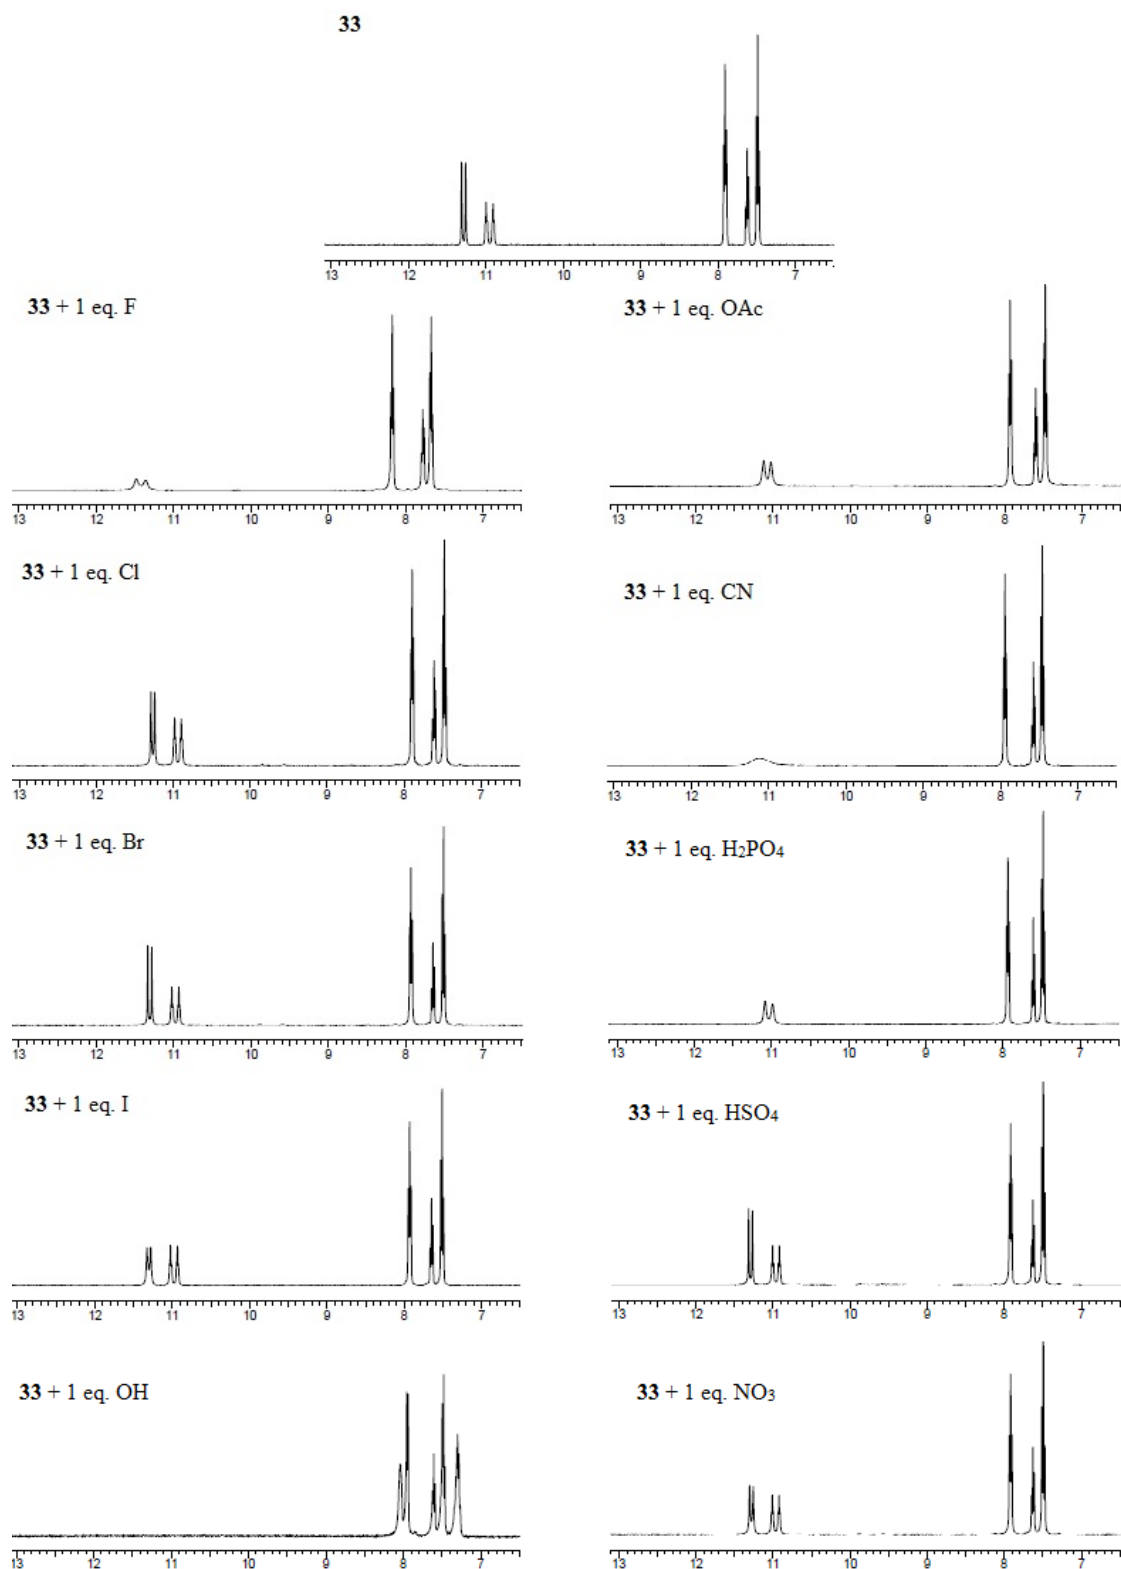 33
13 12 11 10 9 8 7
33 + 1 eq. F
13 12 11 10 9 8 7
33 + 1 eq. OAc
13 12 11 10 9 8 7
33 + 1 eq. Cl
13 12 11 10 9 8 7
33 + 1 eq. CN
13 12 11 10 9 8 7
33 + 1 eq. Br
13 12 11 10 9 8 7
33 + 1 eq. H₂PO₄
13 12 11 10 9 8 7
33 + 1 eq. I
13 12 11 10 9 8 7
33 + 1 eq. HSO₄
13 12 11 10 9 8 7
33 + 1 eq. OH
13 12 11 10 9 8 7
33 + 1 eq. NO₃
13 12 11 10 9 8 7